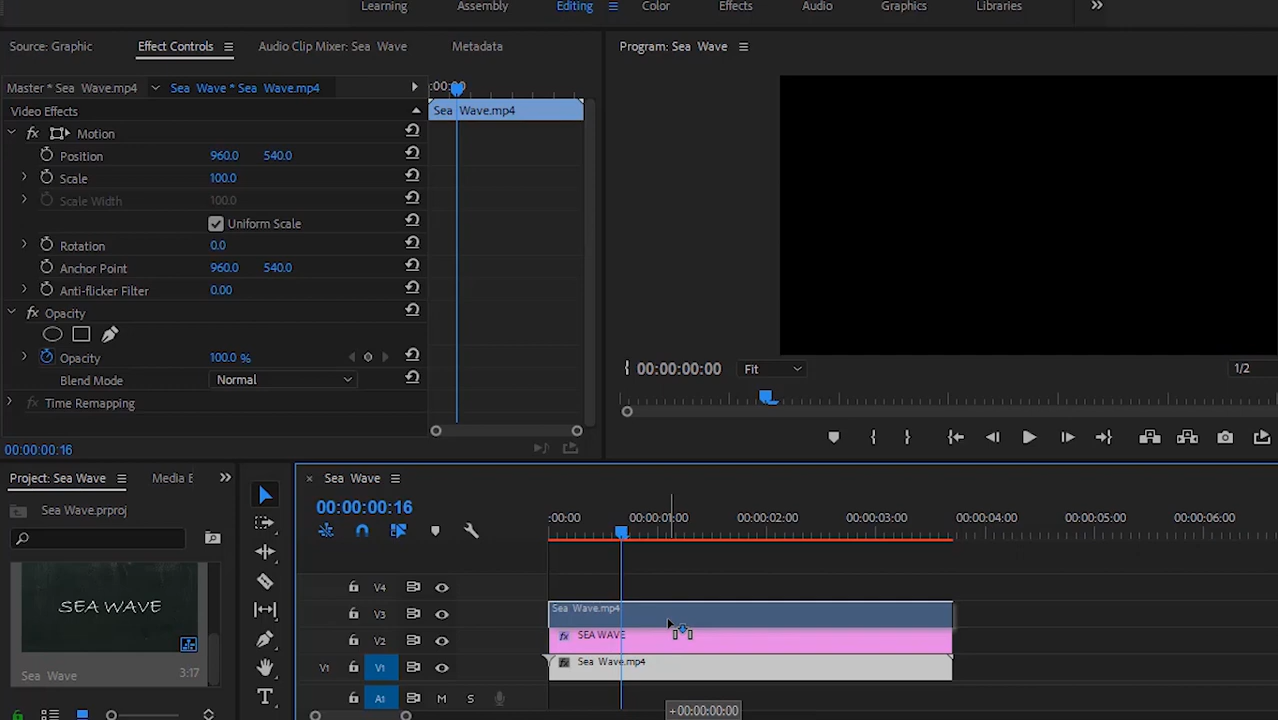 Learning Assembly Editing Color Effects Audio Graphics Libraries
Source: Graphic Effect Controls Audio Clip Mixer: Sea Wave Metadata Program: Sea Wave
Master * Sea Wave.mp4 Sea Wave * Sea Wave.mp4 :00:00
Video Effects Sea Wave.mp4
fx Motion
Position 960.0 540.0
Scale 100.0
Scale Width 100.0
Uniform Scale
Rotation 0.0
Anchor Point 960.0 540.0
Anti-flicker Filter 0.00
fx Opacity
Opacity 100.0 %
Blend Mode Normal
fx Time Remapping
00:00:00:00 Fit 1/2
00:00:00:16
Project: Sea Wave Media E
Sea Wave.prproj
SEA WAVE
Sea Wave 3:17
× Sea Wave
00:00:00:16
:00:00 00:00:01:00 00:00:02:00 00:00:03:00 00:00:04:00 00:00:05:00 00:00:06:00
V4
V3 Sea Wave.mp4
V2 fx SEA WAVE
V1 V1 fx Sea Wave.mp4
A1 M S
+00:00:00:00
T